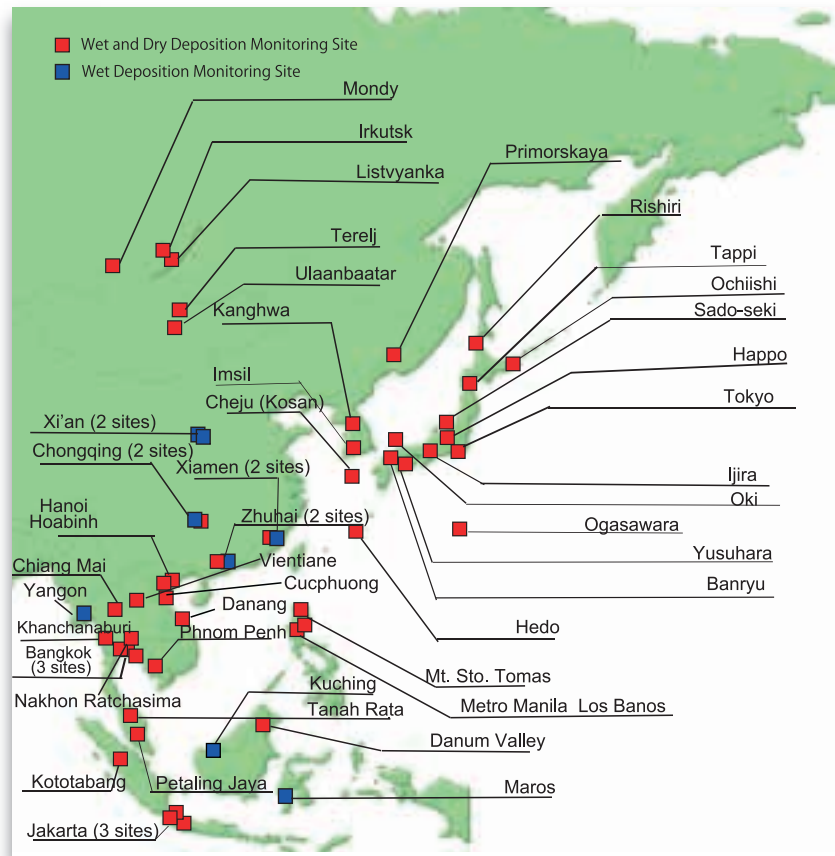 Wet and Dry Deposition Monitoring Site
Wet Deposition Monitoring Site
Mondy
Irkutsk
Primorskaya
Listvyanka
Rishiri
Terelj
Tappi
Ulaanbaatar
Ochiishi
Kanghwa
Sado-seki
Happo
Imsil
Cheju (Kosan)
Tokyo
Xi'an (2 sites)
Chongqing (2 sites)
Xiamen (2 sites)
Ijira
Hanoi
Oki
Hoabinh
Zhuhai (2 sites)
Ogasawara
Vientiane
Yusuhara
Chiang Mai
Cucphuong
Yangon
Banryu
Danang
Khanchanaburi
Phnom Penh
Hedo
Bangkok
(3 sites)
Mt. Sto. Tomas
Kuching
Nakhon Ratchasima
Tanah Rata
Metro Manila Los Banos
Danum Valley
Kototabang
Petaling Jaya
Maros
Jakarta (3 sites)